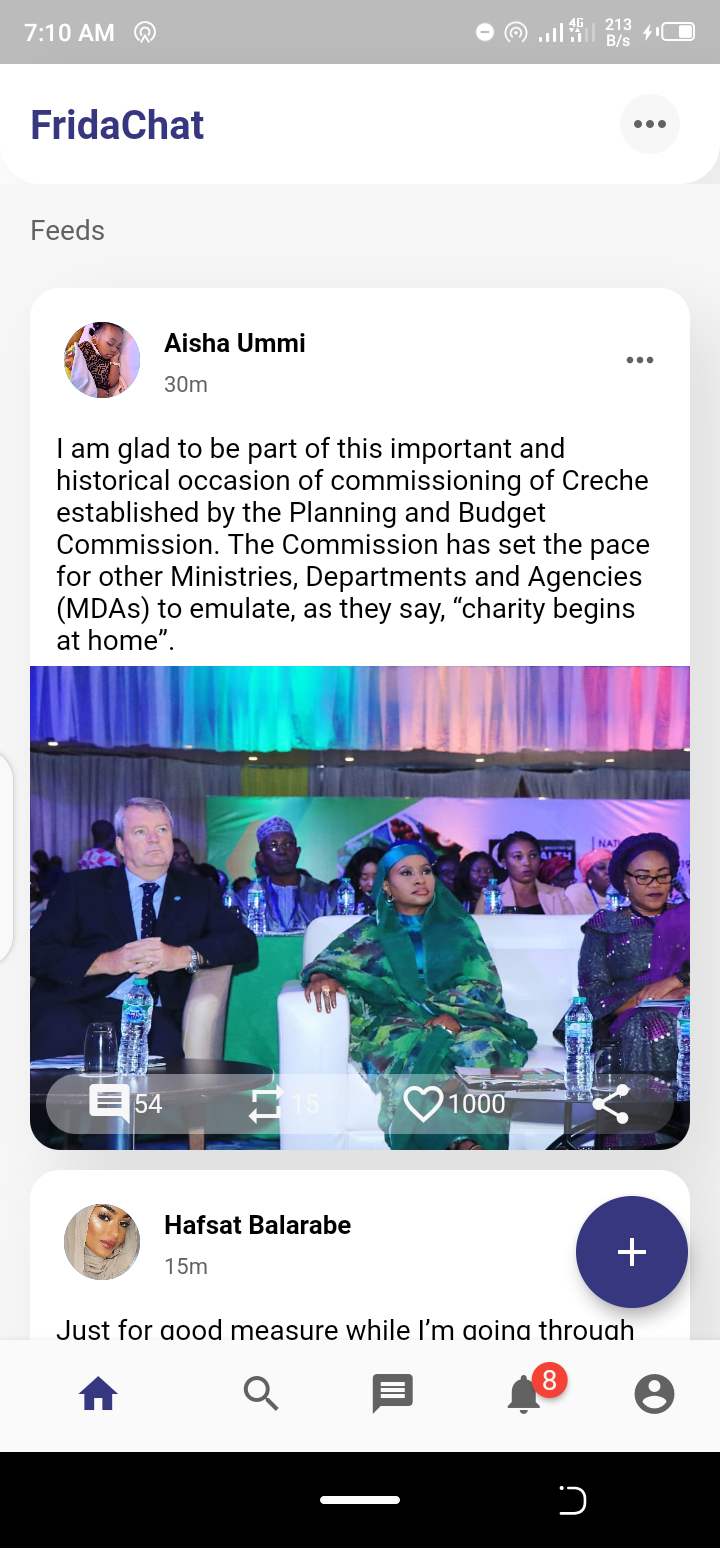 7:10 AM
4G
213
B/s
FridaChat
Feeds
Aisha Ummi
30m
I am glad to be part of this important and
historical occasion of commissioning of Creche
established by the Planning and Budget
Commission. The Commission has set the pace
for other Ministries, Departments and Agencies
(MDAs) to emulate, as they say, “charity begins
at home”.
54
15
1000
Hafsat Balarabe
15m
Just for good measure while I’m going through
8